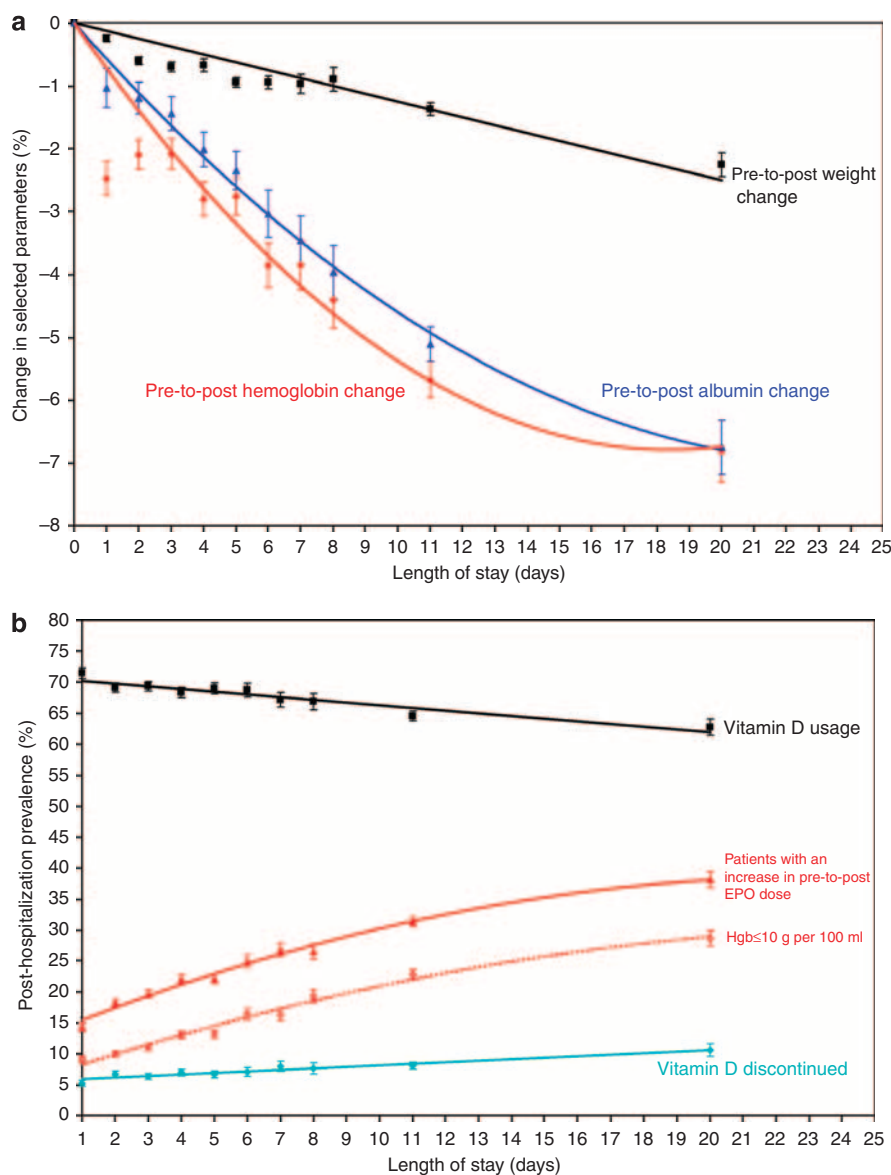 a
0
–1
–2
–3
–4
–5
–6
–7
–8
Change in selected parameters (%)
Pre-to-post weight
change
Pre-to-post hemoglobin change
Pre-to-post albumin change
0 1 2 3 4 5 6 7 8 9 10 11 12 13 14 15 16 17 18 19 20 21 22 23 24 25
Length of stay (days)
b
80
75
70
65
60
55
50
45
40
35
30
25
20
15
10
5
0
Post-hospitalization prevalence (%)
Vitamin D usage
Patients with an
increase in pre-to-post
EPO dose
Hgb≤10 g per 100 ml
Vitamin D discontinued
1 2 3 4 5 6 7 8 9 10 11 12 13 14 15 16 17 18 19 20 21 22 23 24 25
Length of stay (days)